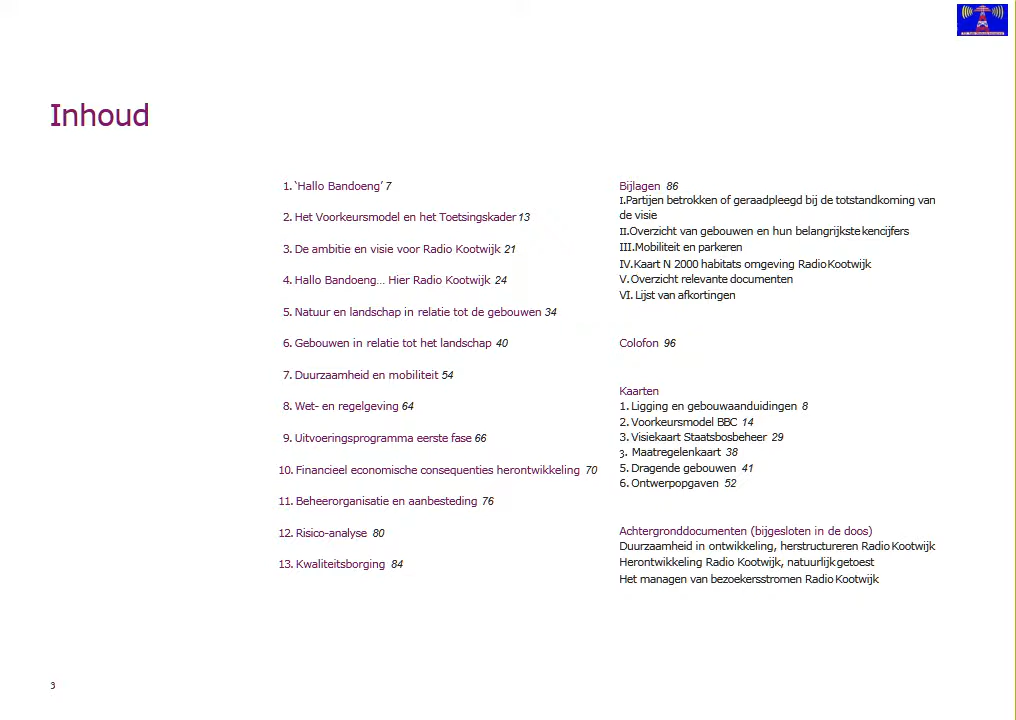 Inhoud
1. ‘Hallo Bandoeng’ 7
2. Het Voorkeursmodel en het Toetsingskader 13
3. De ambitie en visie voor Radio Kootwijk 21
4. Hallo Bandoeng… Hier Radio Kootwijk 24
5. Natuur en landschap in relatie tot de gebouwen 34
6. Gebouwen in relatie tot het landschap 40
7. Duurzaamheid en mobiliteit 54
8. Wet- en regelgeving 64
9. Uitvoeringsprogramma eerste fase 66
10. Financieel economische consequenties herontwikkeling 70
11. Beheerorganisatie en aanbesteding 76
12. Risico-analyse 80
13. Kwaliteitsborging 84
Bijlagen 86
I.Partijen betrokken of geraadpleegd bij de totstandkoming van
de visie
II.Overzicht van gebouwen en hun belangrijkste kencijfers
III.Mobiliteit en parkeren
IV.Kaart N 2000 habitats omgeving Radio Kootwijk
V.Overzicht relevante documenten
VI. Lijst van afkortingen
Colofon 96
Kaarten
1. Ligging en gebouwaanduidingen 8
2. Voorkeursmodel BBC 14
3. Visiekaart Staatsbosbeheer 29
3. Maatregelenkaart 38
5. Dragende gebouwen 41
6. Ontwerpopgaven 52
Achtergronddocumenten (bijgesloten in de doos)
Duurzaamheid in ontwikkeling, herstructureren Radio Kootwijk
Herontwikkeling Radio Kootwijk, natuurlijk getoest
Het managen van bezoekersstromen Radio Kootwijk
3